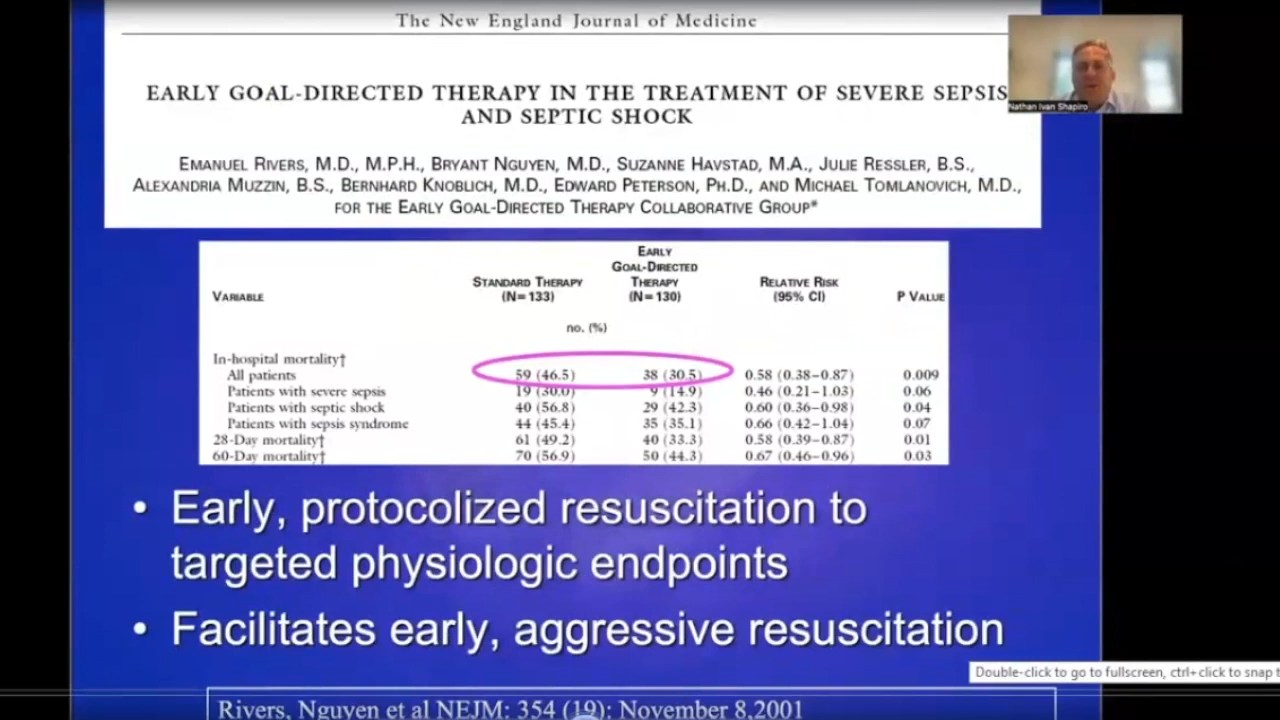 The New England Journal of Medicine
Nathan Ivan Shapiro
EARLY GOAL-DIRECTED THERAPY IN THE TREATMENT OF SEVERE SEPSIS
AND SEPTIC SHOCK
EMANUEL RIVERS, M.D., M.P.H., BRYANT NGUYEN, M.D., SUZANNE HAVSTAD, M.A., JULIE RESSLER, B.S.,
ALEXANDRIA MUZZIN, B.S., BERNHARD KNOBLICH, M.D., EDWARD PETERSON, PH.D., AND MICHAEL TOMLANOVICH, M.D.,
FOR THE EARLY GOAL-DIRECTED THERAPY COLLABORATIVE GROUP*
VARIABLE STANDARD THERAPY (N=133) EARLY GOAL-DIRECTED THERAPY (N=130) RELATIVE RISK (95% CI) P VALUE
no. (%)
In-hospital mortality†
All patients 59 (46.5) 38 (30.5) 0.58 (0.38–0.87) 0.009
Patients with severe sepsis 19 (30.0) 9 (14.9) 0.46 (0.21–1.03) 0.06
Patients with septic shock 40 (56.8) 29 (42.3) 0.60 (0.36–0.98) 0.04
Patients with sepsis syndrome 44 (45.4) 35 (35.1) 0.66 (0.42–1.04) 0.07
28-Day mortality† 61 (49.2) 40 (33.3) 0.58 (0.39–0.87) 0.01
60-Day mortality† 70 (56.9) 50 (44.3) 0.67 (0.46–0.96) 0.03
• Early, protocolized resuscitation to
targeted physiologic endpoints
• Facilitates early, aggressive resuscitation
Double-click to go to fullscreen, ctrl+click to snap t
Rivers, Nguyen et al NEJM: 354 (19): November 8,2001